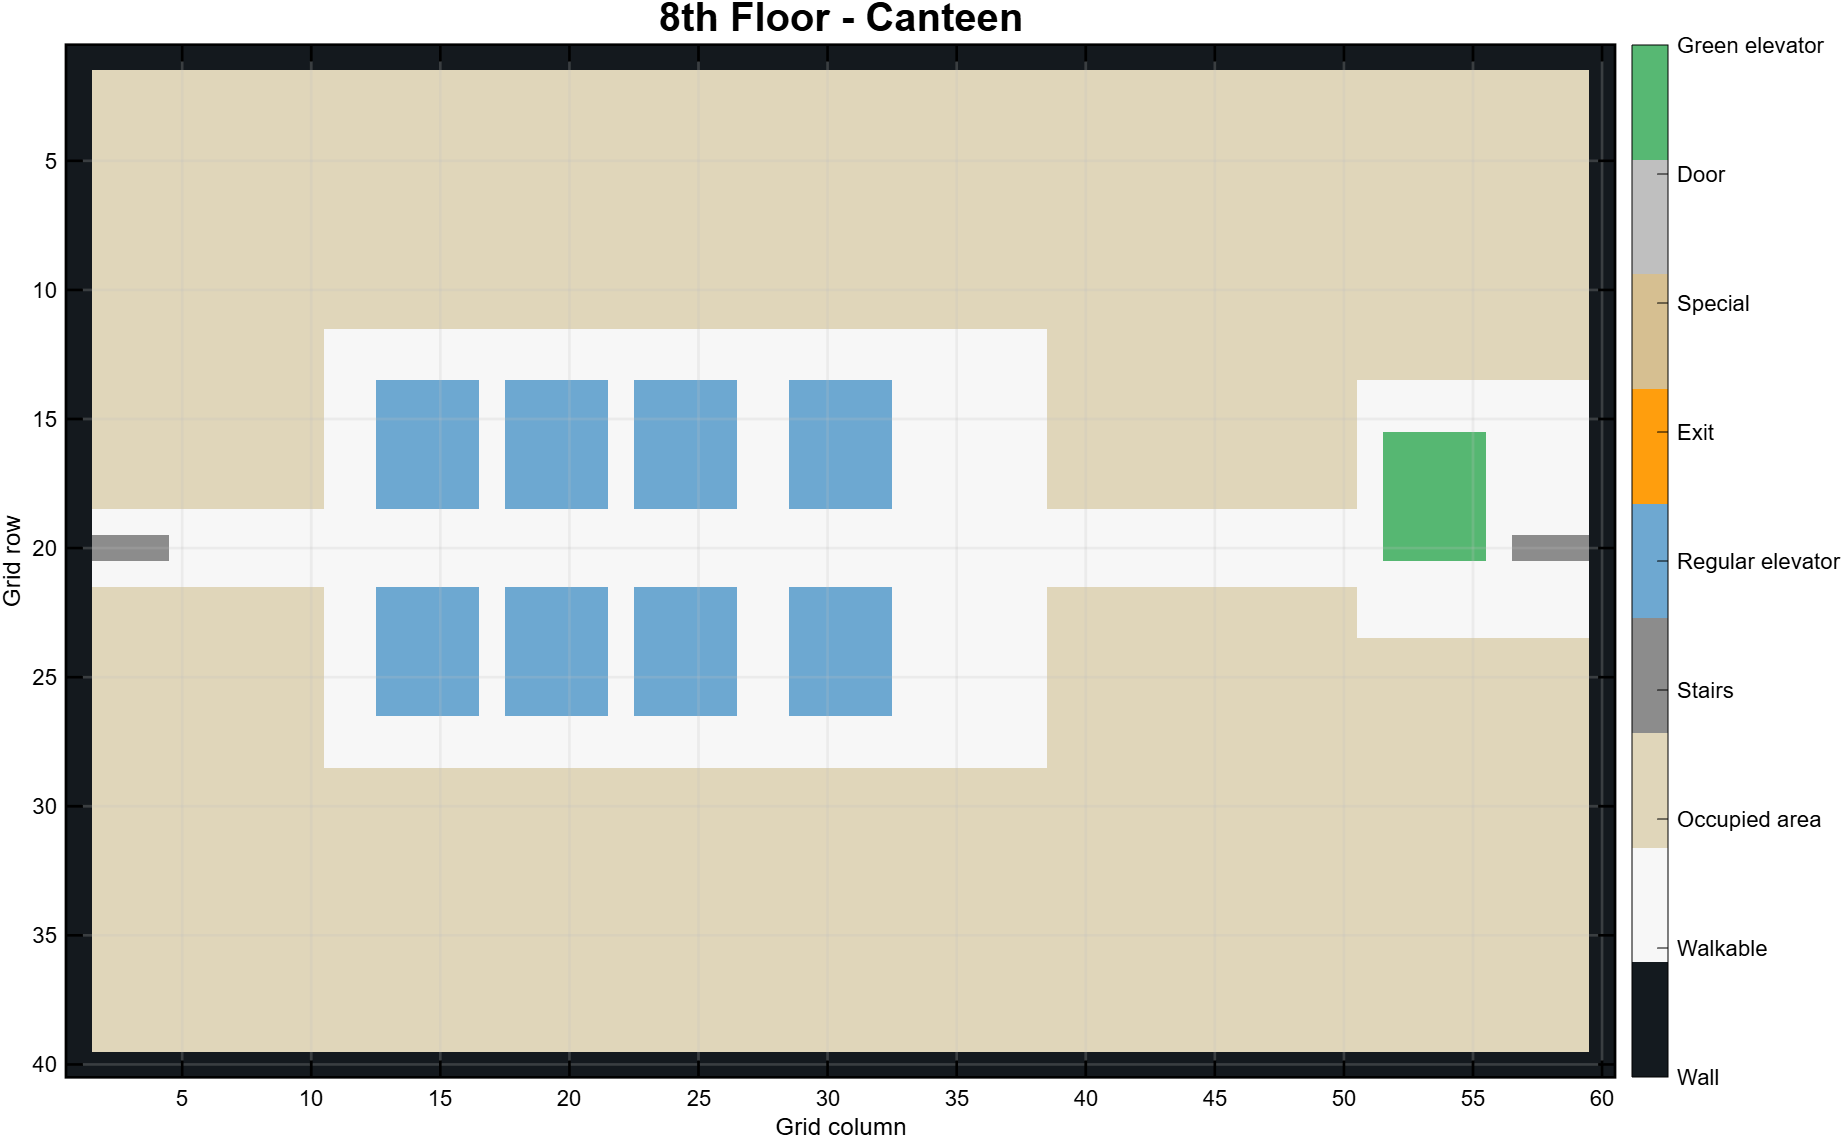 8th Floor - Canteen
Grid row
5
10
15
20
25
30
35
40
5 10 15 20 25 30 35 40 45 50 55 60
Grid column
Green elevator
Door
Special
Exit
Regular elevator
Stairs
Occupied area
Walkable
Wall